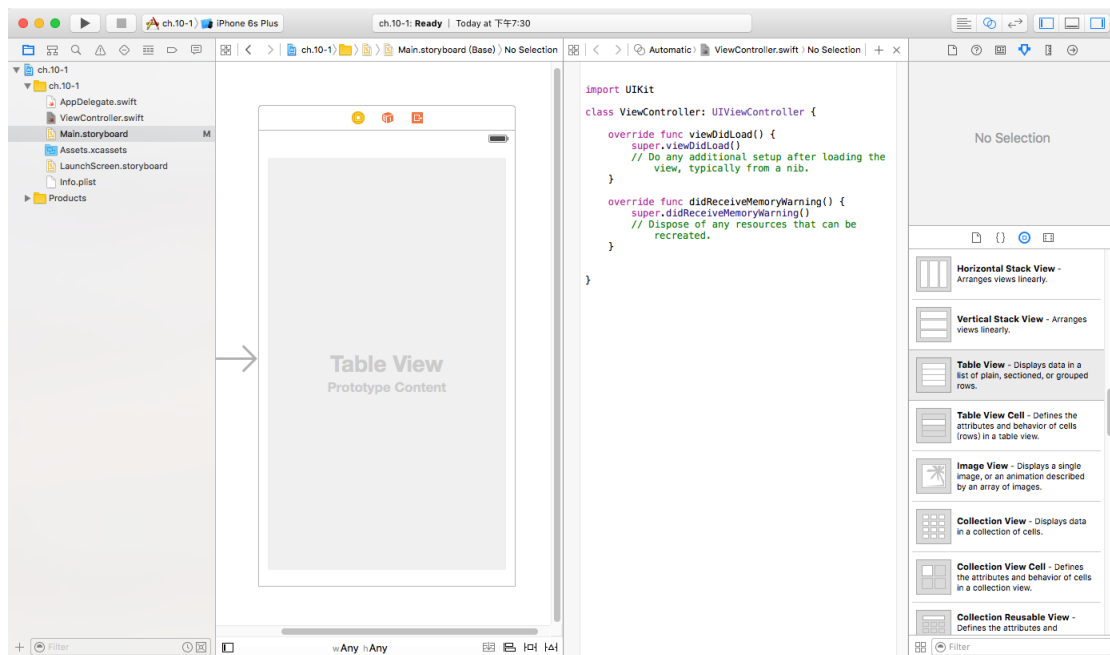 ch.10-1 〉 iPhone 6s Plus
ch.10-1: Ready | Today at 下午7:30
ch.10-1 〉 〉 〉 Main.storyboard (Base) 〉 No Selection
Automatic 〉 ViewController.swift 〉 No Selection
ch.10-1
ch.10-1
AppDelegate.swift
ViewController.swift
Main.storyboard M
Assets.xcassets
LaunchScreen.storyboard
Info.plist
Products
Filter
Table View
Prototype Content
wAny hAny
import UIKit
class ViewController: UIViewController {
override func viewDidLoad() {
super.viewDidLoad()
// Do any additional setup after loading the
view, typically from a nib.
}
override func didReceiveMemoryWarning() {
super.didReceiveMemoryWarning()
// Dispose of any resources that can be
recreated.
}
}
No Selection
{}
Horizontal Stack View -
Arranges views linearly.
Vertical Stack View - Arranges
views linearly.
Table View - Displays data in a
list of plain, sectioned, or grouped
rows.
Table View Cell - Defines the
attributes and behavior of cells
(rows) in a table view.
Image View - Displays a single
image, or an animation described
by an array of images.
Collection View - Displays data
in a collection of cells.
Collection View Cell - Defines
the attributes and behavior of cells
in a collection view.
Collection Reusable View -
Defines the attributes and
Filter